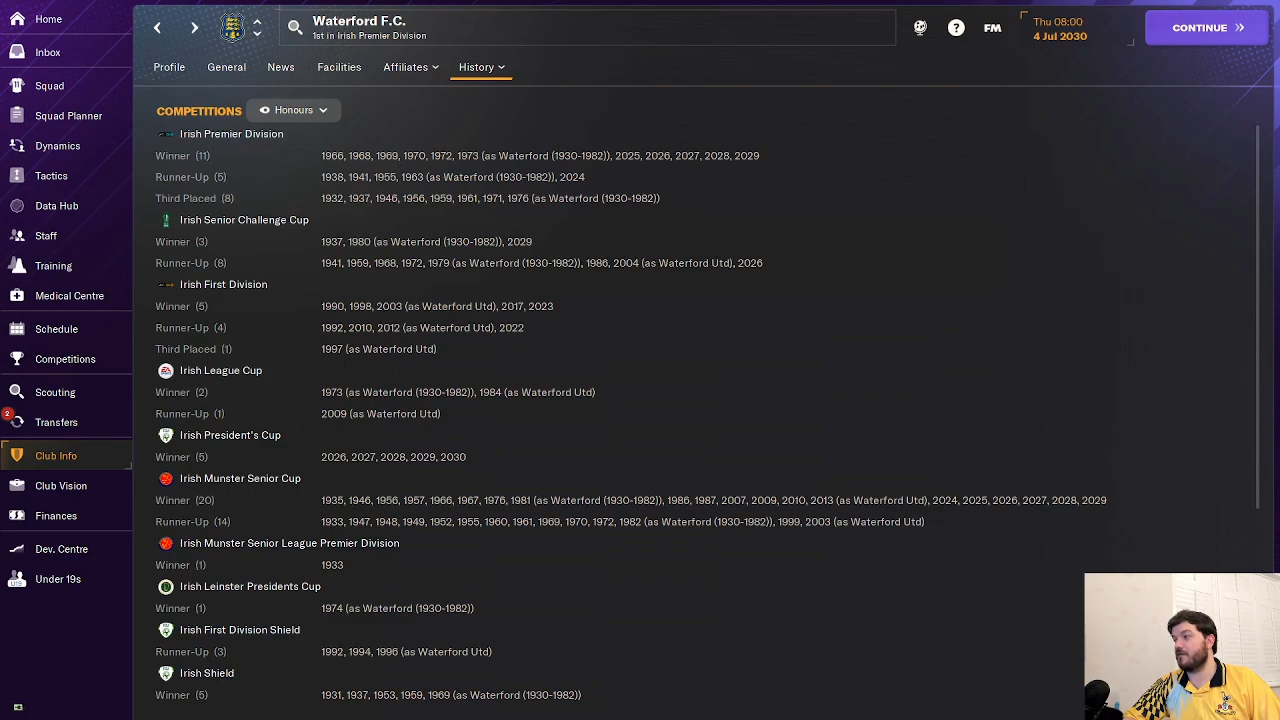 Home
Inbox
Squad
Squad Planner
Dynamics
Tactics
Data Hub
Staff
Training
Medical Centre
Schedule
Competitions
Scouting
2
Transfers
Club Info
Club Vision
Finances
Dev. Centre
U19
Under 19s
Waterford F.C.
1st in Irish Premier Division
?
FM
Thu 08:00
4 Jul 2030
CONTINUE
Profile
General
News
Facilities
Affiliates
History
COMPETITIONS
Honours
Irish Premier Division
Winner (11) 1966, 1968, 1969, 1970, 1972, 1973 (as Waterford (1930-1982)), 2025, 2026, 2027, 2028, 2029
Runner-Up (5) 1938, 1941, 1955, 1963 (as Waterford (1930-1982)), 2024
Third Placed (8) 1932, 1937, 1946, 1956, 1959, 1961, 1971, 1976 (as Waterford (1930-1982))
Irish Senior Challenge Cup
Winner (3) 1937, 1980 (as Waterford (1930-1982)), 2029
Runner-Up (8) 1941, 1959, 1968, 1972, 1979 (as Waterford (1930-1982)), 1986, 2004 (as Waterford Utd), 2026
Irish First Division
Winner (5) 1990, 1998, 2003 (as Waterford Utd), 2017, 2023
Runner-Up (4) 1992, 2010, 2012 (as Waterford Utd), 2022
Third Placed (1) 1997 (as Waterford Utd)
Irish League Cup
Winner (2) 1973 (as Waterford (1930-1982)), 1984 (as Waterford Utd)
Runner-Up (1) 2009 (as Waterford Utd)
Irish President's Cup
Winner (5) 2026, 2027, 2028, 2029, 2030
Irish Munster Senior Cup
Winner (20) 1935, 1946, 1956, 1957, 1966, 1967, 1976, 1981 (as Waterford (1930-1982)), 1986, 1987, 2007, 2009, 2010, 2013 (as Waterford Utd), 2024, 2025, 2026, 2027, 2028, 2029
Runner-Up (14) 1933, 1947, 1948, 1949, 1952, 1955, 1960, 1961, 1969, 1970, 1972, 1982 (as Waterford (1930-1982)), 1999, 2003 (as Waterford Utd)
Irish Munster Senior League Premier Division
Winner (1) 1933
Irish Leinster Presidents Cup
Winner (1) 1974 (as Waterford (1930-1982))
Irish First Division Shield
Runner-Up (3) 1992, 1994, 1996 (as Waterford Utd)
Irish Shield
Winner (5) 1931, 1937, 1953, 1959, 1969 (as Waterford (1930-1982))